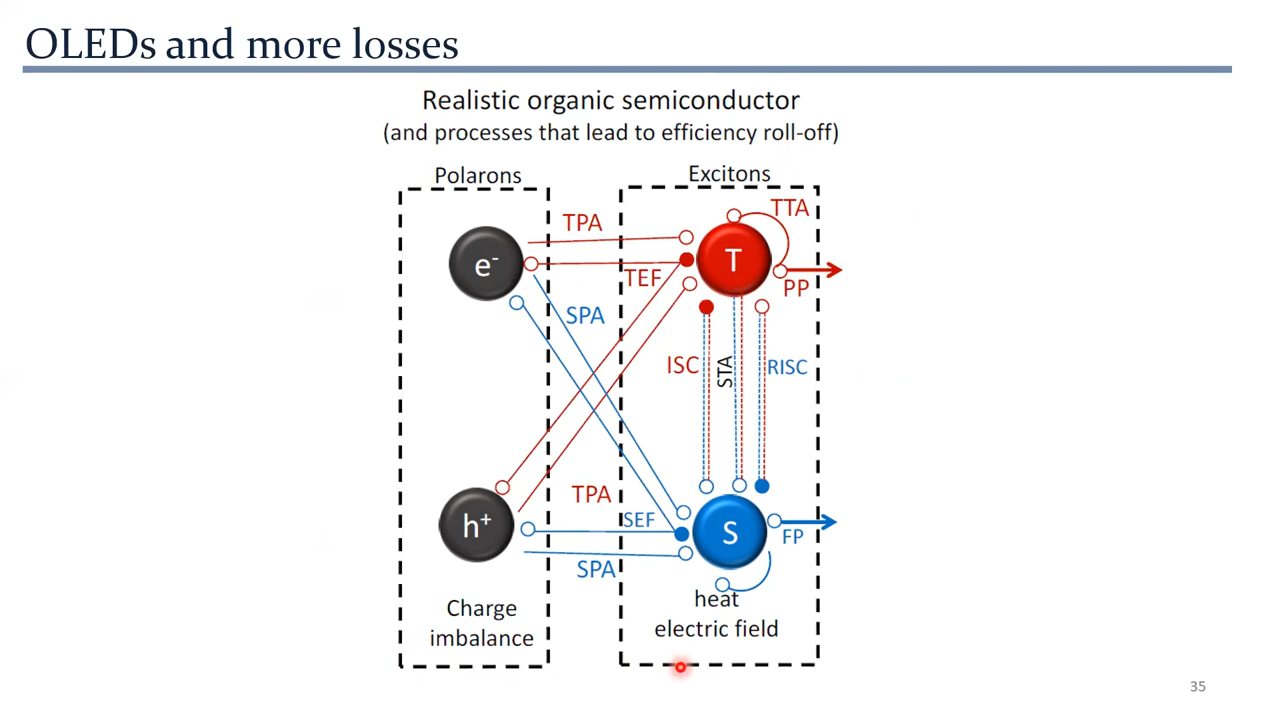 OLEDs and more losses
Realistic organic semiconductor
(and processes that lead to efficiency roll-off)
Polarons
Excitons
TPA
TTA
e-
T
TEF
PP
SPA
ISC
STA
RISC
TPA
h+
SEF
S
FP
SPA
heat
electric field
Charge
imbalance
35